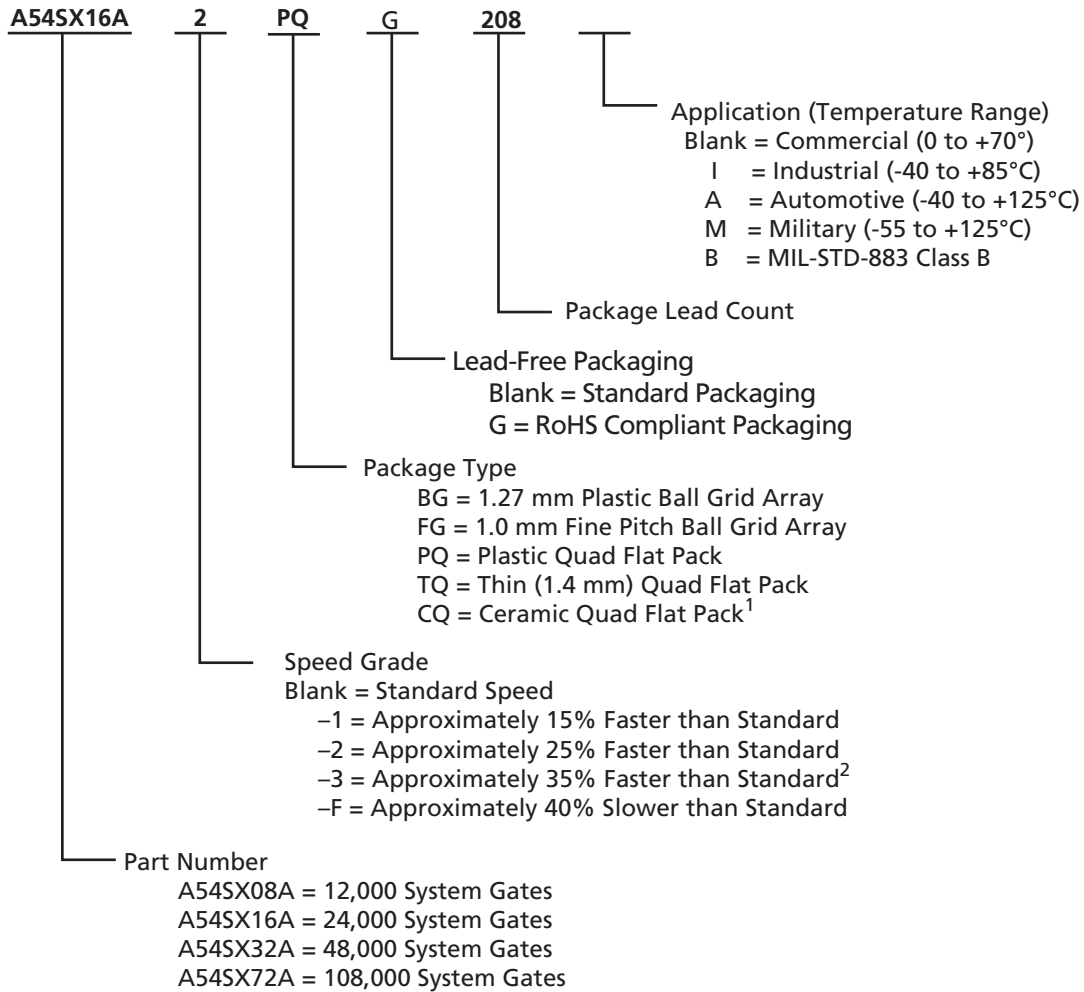 A54SX16A 2 PQ G 208
Application (Temperature Range)
Blank = Commercial (0 to +70°)
I = Industrial (-40 to +85°C)
A = Automotive (-40 to +125°C)
M = Military (-55 to +125°C)
B = MIL-STD-883 Class B
Package Lead Count
Lead-Free Packaging
Blank = Standard Packaging
G = RoHS Compliant Packaging
Package Type
BG = 1.27 mm Plastic Ball Grid Array
FG = 1.0 mm Fine Pitch Ball Grid Array
PQ = Plastic Quad Flat Pack
TQ = Thin (1.4 mm) Quad Flat Pack
CQ = Ceramic Quad Flat Pack1
Speed Grade
Blank = Standard Speed
–1 = Approximately 15% Faster than Standard
–2 = Approximately 25% Faster than Standard
–3 = Approximately 35% Faster than Standard2
–F = Approximately 40% Slower than Standard
Part Number
A54SX08A = 12,000 System Gates
A54SX16A = 24,000 System Gates
A54SX32A = 48,000 System Gates
A54SX72A = 108,000 System Gates